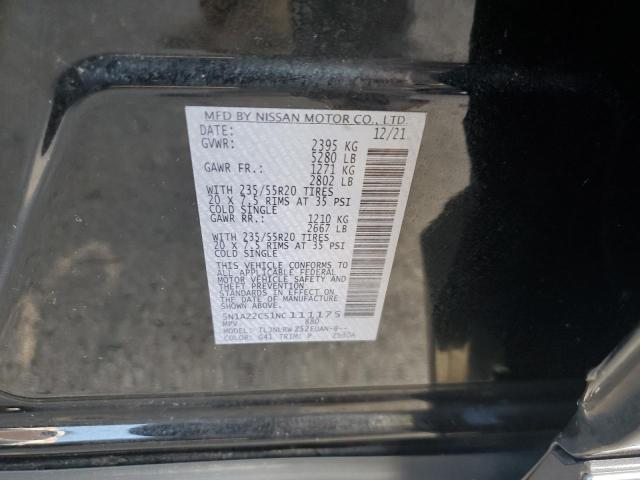 MFD BY NISSAN MOTOR CO., LTD
DATE: 12/21
GVWR: 2395 KG
5280 LB
GAWR FR.: 1271 KG
2802 LB
WITH 235/55R20 TIRES
20 X 7.5 RIMS AT 35 PSI
COLD SINGLE
GAWR RR.: 1210 KG
2667 LB
WITH 235/55R20 TIRES
20 X 7.5 RIMS AT 35 PSI
COLD SINGLE
THIS VEHICLE CONFORMS TO
ALL APPLICABLE FEDERAL
MOTOR VEHICLE SAFETY AND
THEFT PREVENTION
STANDARDS IN EFFECT ON
THE DATE OF MANUFACTURE
SHOWN ABOVE.
5N1AZ2CS1NC111175
MPV
MODEL:
COLOR: G41 TRIM: P